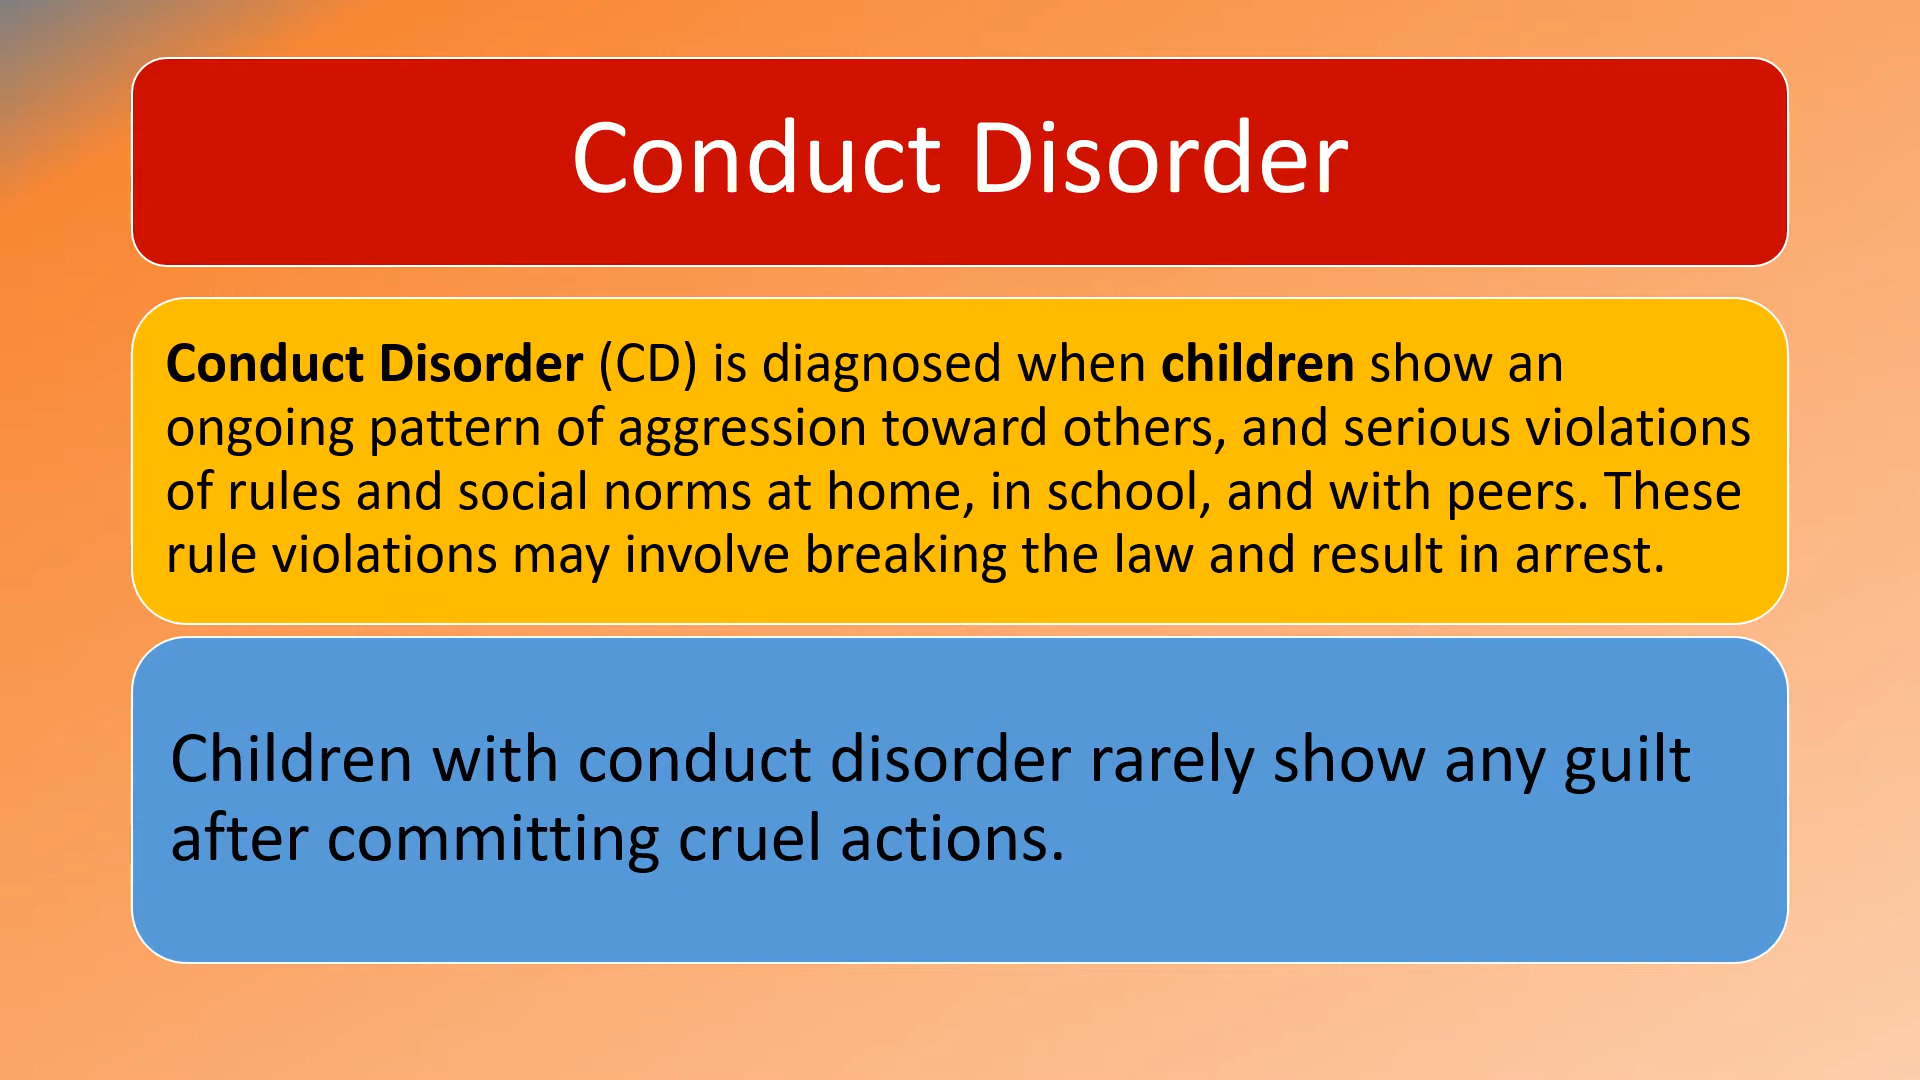 Conduct Disorder
Conduct Disorder (CD) is diagnosed when children show an
ongoing pattern of aggression toward others, and serious violations
of rules and social norms at home, in school, and with peers. These
rule violations may involve breaking the law and result in arrest.
Children with conduct disorder rarely show any guilt
after committing cruel actions.